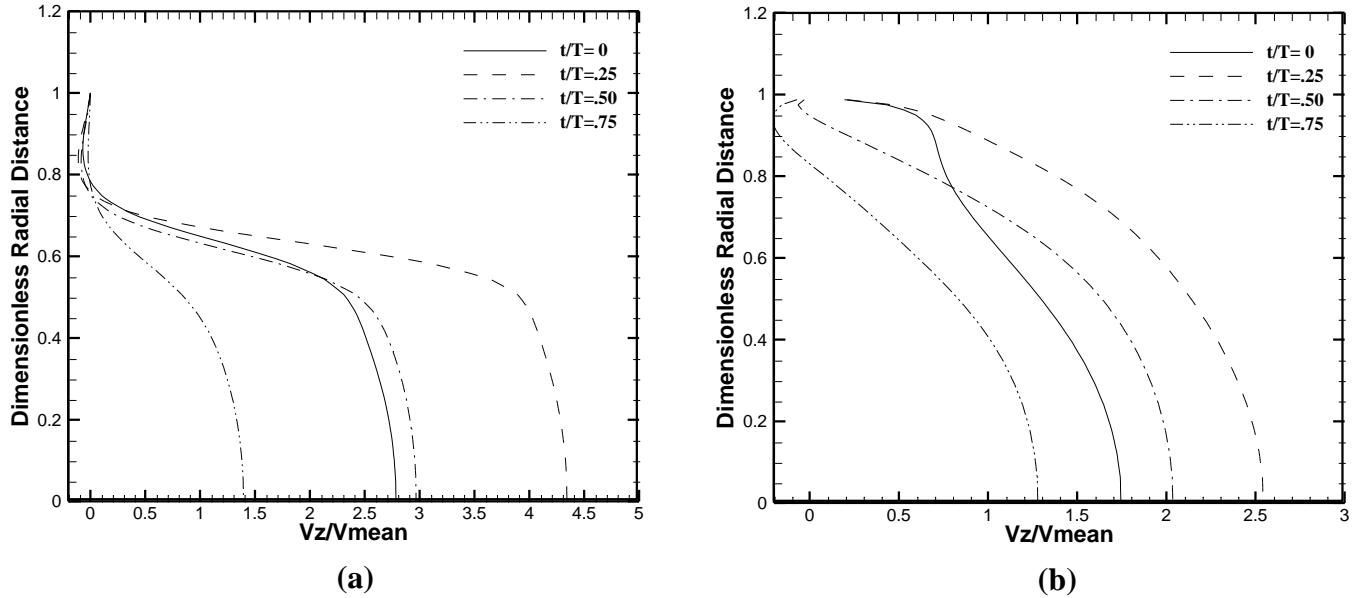 1.2
1
0.8
0.6
0.4
0.2
0
Dimensionless Radial Distance
t/T= 0
t/T=.25
t/T=.50
t/T=.75
0 0.5 1 1.5 2 2.5 3 3.5 4 4.5 5
Vz/Vmean
(a)
1.2
1
0.8
0.6
0.4
0.2
0
Dimensionless Radial Distance
t/T= 0
t/T=.25
t/T=.50
t/T=.75
0 0.5 1 1.5 2 2.5 3
Vz/Vmean
(b)